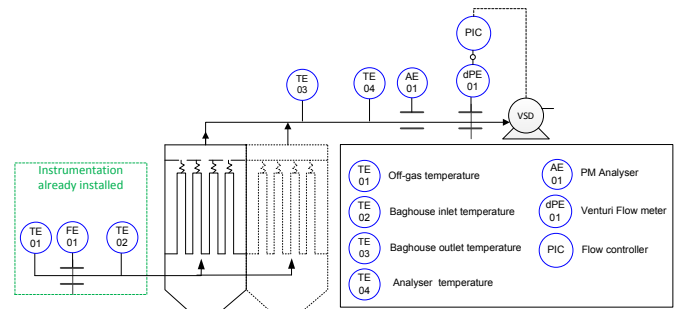 PIC
TE
03
TE
04
AE
01
dPE
01
VSD
Instrumentation
already installed
TE
01
FE
01
TE
02
TE
01
Off-gas temperature
TE
02
Baghouse inlet temperature
TE
03
Baghouse outlet temperature
TE
04
Analyser temperature
AE
01
PM Analyser
dPE
01
Venturi Flow meter
PIC
Flow controller